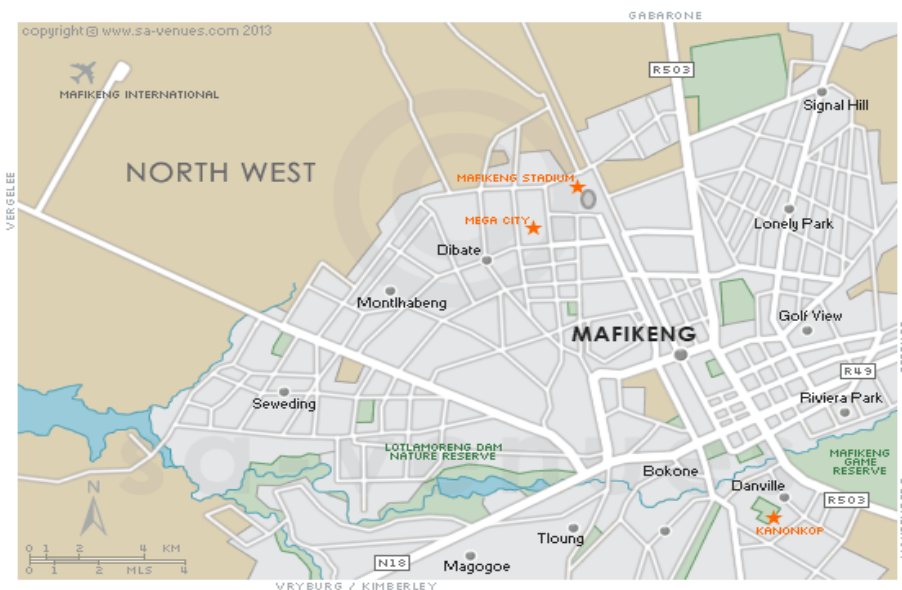 GABARONE
copyright © www.sa-venues.com 2013
R503
MAFIKENG INTERNATIONAL
Signal Hill
NORTH WEST
MAFIKENG STADIUM
VERGELEE
MEGA CITY
Lonely Park
Dibate
Montlhabeng
Golf View
MAFIKENG
R49
Seweding
Riviera Park
LOTLAMORENG DAM
NATURE RESERVE
MAFIKENG
GAME
RESERVE
Bokone
Danville
N
R503
KANONKOP
Tloung
0 1 2 4 KM
0 1 2 4
MLS
N18
Magogoe
VRYBURG / KIMBERLEY
sa venues